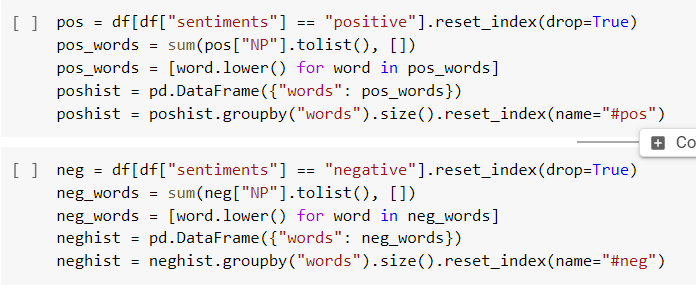 [ ] pos = df[df["sentiments"] == "positive"].reset_index(drop=True)
pos_words = sum(pos["NP"].tolist(), [])
pos_words = [word.lower() for word in pos_words]
poshist = pd.DataFrame({"words": pos_words})
poshist = poshist.groupby("words").size().reset_index(name="#pos")
Co
[ ] neg = df[df["sentiments"] == "negative"].reset_index(drop=True)
neg_words = sum(neg["NP"].tolist(), [])
neg_words = [word.lower() for word in neg_words]
neghist = pd.DataFrame({"words": neg_words})
neghist = neghist.groupby("words").size().reset_index(name="#neg")